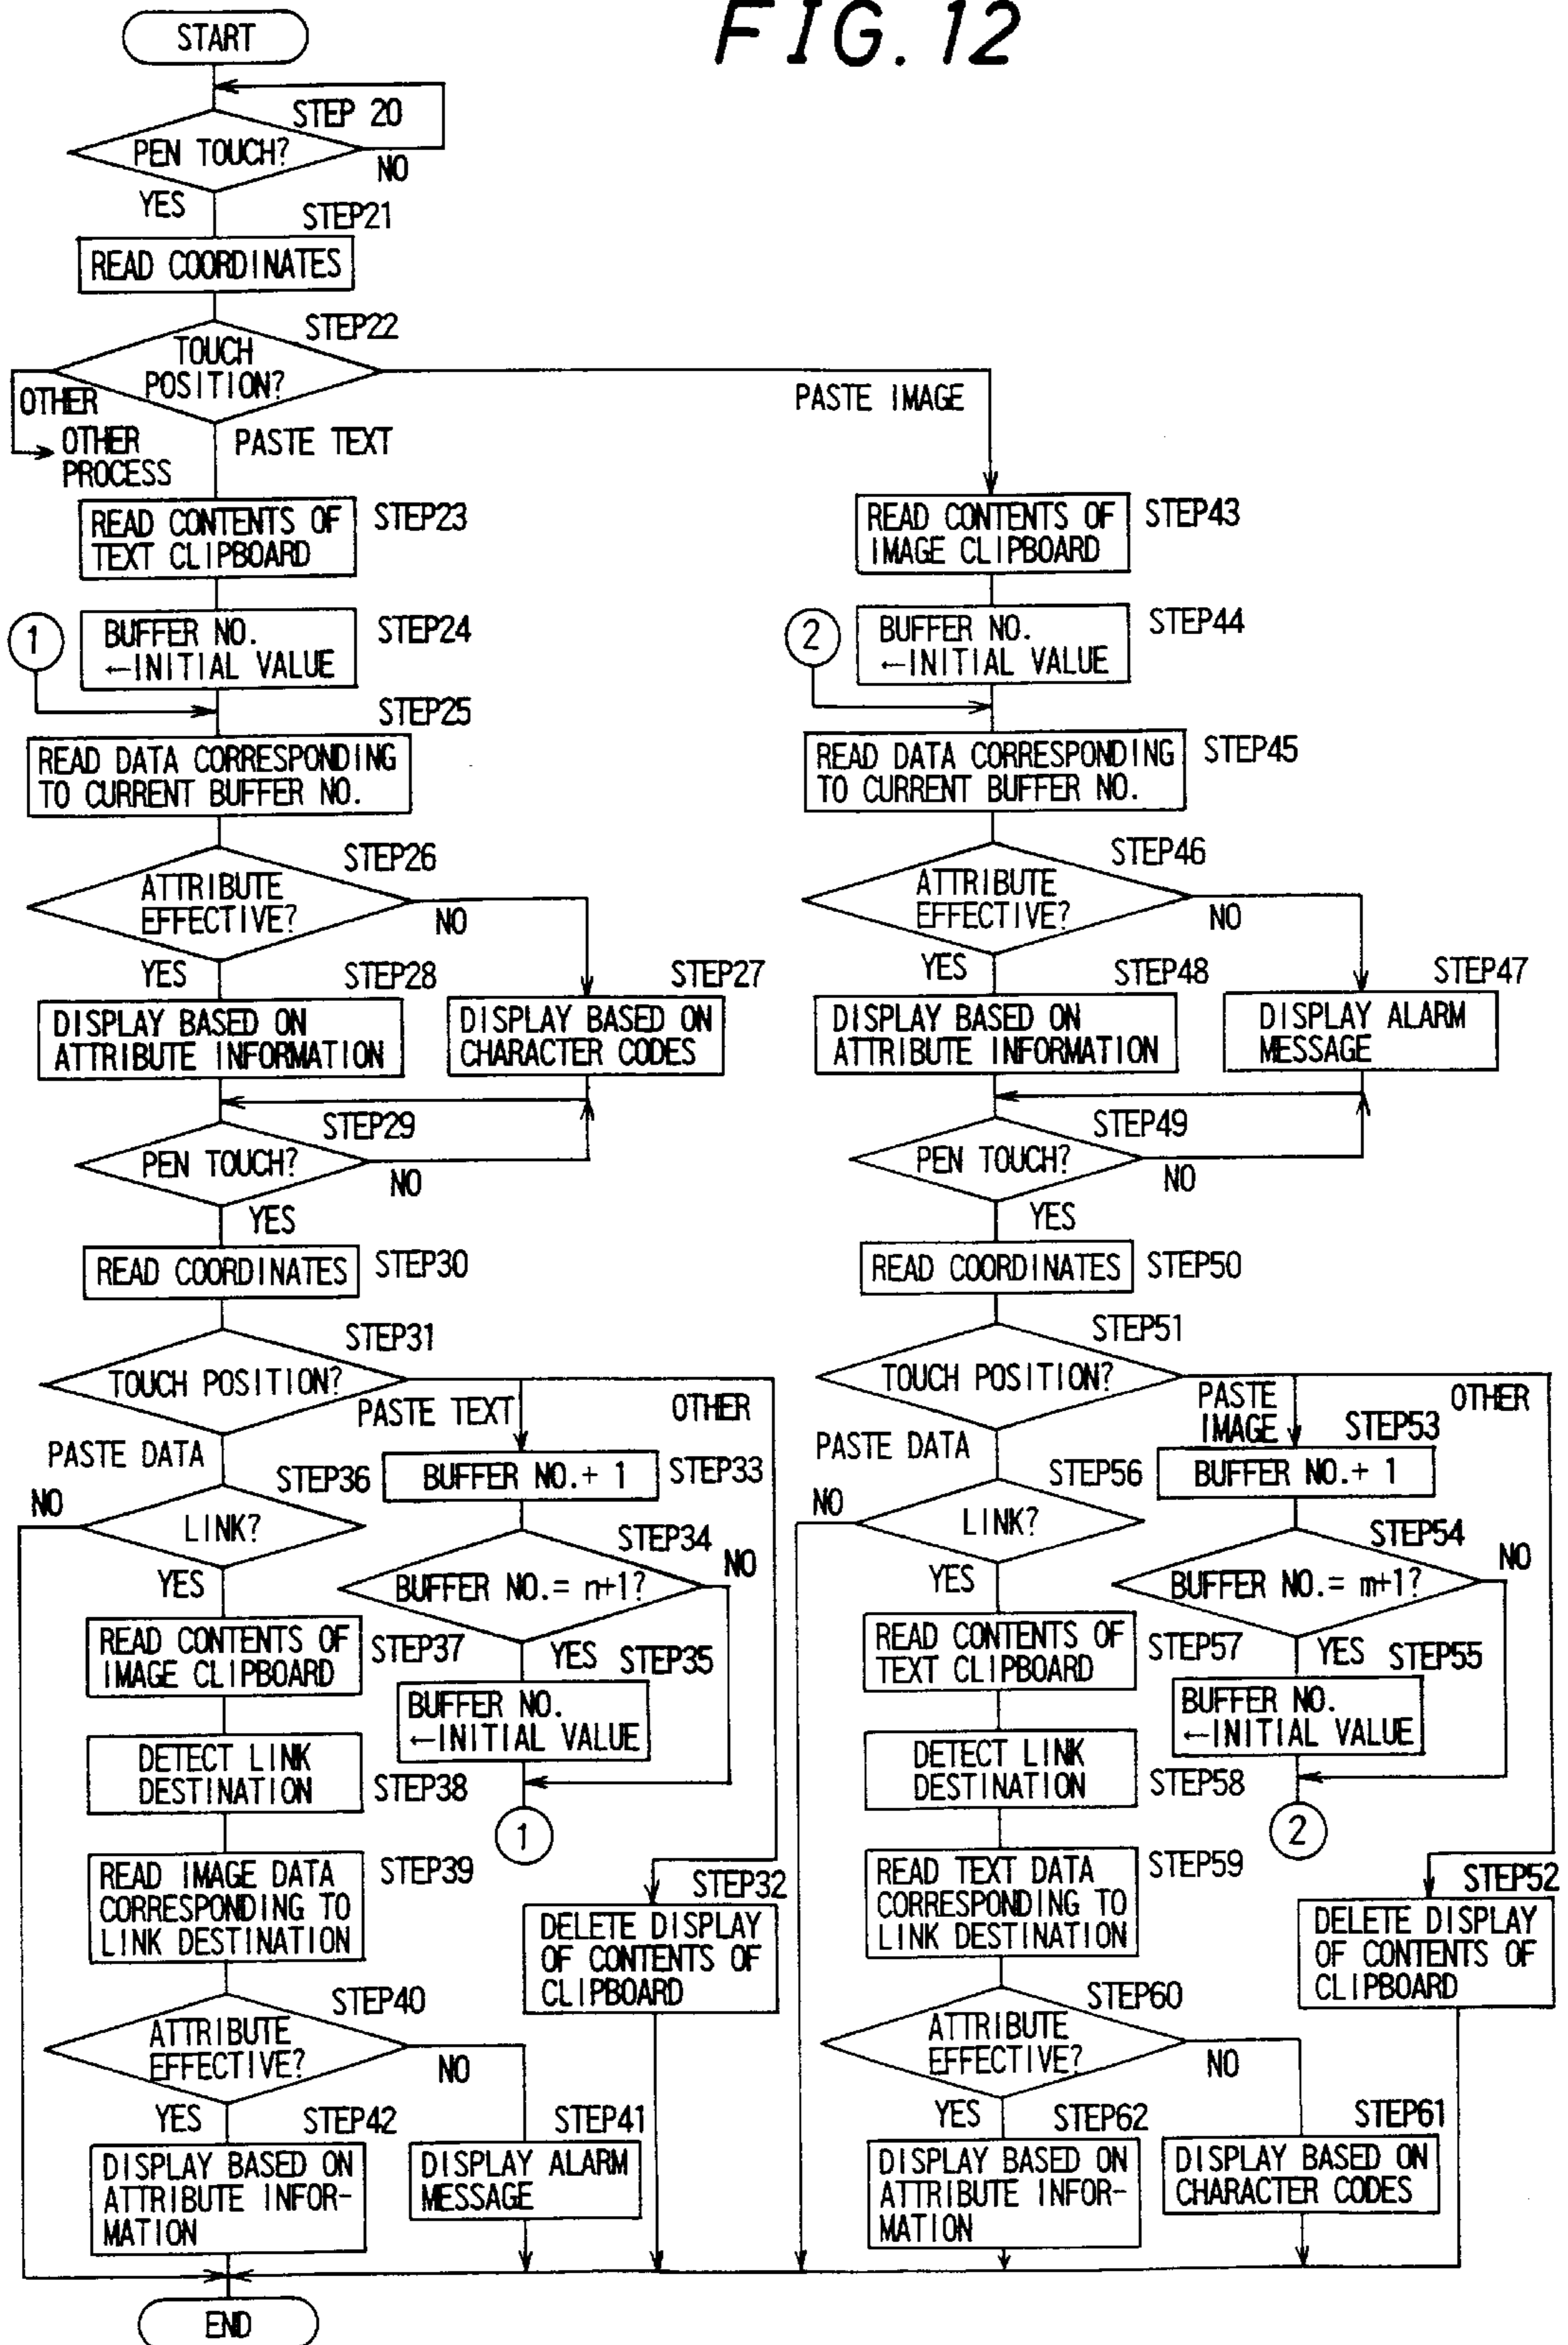 FIG. 12
START
STEP 20
PEN TOUCH?
NO
YES
STEP21
READ COORDINATES
STEP22
TOUCH
POSITION?
OTHER
OTHER
PROCESS
PASTE TEXT
PASTE IMAGE
READ CONTENTS OF
TEXT CLIPBOARD
STEP23
1
BUFFER NO.
←INITIAL VALUE
STEP24
STEP25
READ DATA CORRESPONDING
TO CURRENT BUFFER NO.
STEP26
ATTRIBUTE
EFFECTIVE?
NO
YES
STEP28
STEP27
DISPLAY BASED ON
ATTRIBUTE INFORMATION
DISPLAY BASED ON
CHARACTER CODES
STEP29
PEN TOUCH?
NO
YES
READ COORDINATES
STEP30
STEP31
TOUCH POSITION?
PASTE TEXT
OTHER
PASTE DATA
STEP36
BUFFER NO.+ 1
STEP33
NO
LINK?
STEP34
NO
YES
BUFFER NO.= n+1?
READ CONTENTS OF
IMAGE CLIPBOARD
STEP37
YES
STEP35
BUFFER NO.
←INITIAL VALUE
DETECT LINK
DESTINATION
STEP38
1
READ IMAGE DATA
CORRESPONDING TO
LINK DESTINATION
STEP39
STEP32
DELETE DISPLAY
OF CONTENTS OF
CLIPBOARD
STEP40
ATTRIBUTE
EFFECTIVE?
NO
YES
STEP42
STEP41
DISPLAY BASED ON
ATTRIBUTE INFOR-
MATION
DISPLAY ALARM
MESSAGE
END
READ CONTENTS OF
IMAGE CLIPBOARD
STEP43
2
BUFFER NO.
←INITIAL VALUE
STEP44
READ DATA CORRESPONDING
TO CURRENT BUFFER NO.
STEP45
STEP46
ATTRIBUTE
EFFECTIVE?
NO
YES
STEP48
STEP47
DISPLAY BASED ON
ATTRIBUTE INFORMATION
DISPLAY ALARM
MESSAGE
STEP49
PEN TOUCH?
NO
YES
READ COORDINATES
STEP50
STEP51
TOUCH POSITION?
PASTE
IMAGE
OTHER
STEP53
PASTE DATA
STEP56
BUFFER NO.+ 1
NO
LINK?
STEP54
NO
YES
BUFFER NO.= m+1?
READ CONTENTS OF
TEXT CLIPBOARD
STEP57
YES
STEP55
BUFFER NO.
←INITIAL VALUE
DETECT LINK
DESTINATION
STEP58
2
READ TEXT DATA
CORRESPONDING TO
LINK DESTINATION
STEP59
STEP52
DELETE DISPLAY
OF CONTENTS OF
CLIPBOARD
STEP60
ATTRIBUTE
EFFECTIVE?
NO
YES
STEP62
STEP61
DISPLAY BASED ON
ATTRIBUTE INFOR-
MATION
DISPLAY BASED ON
CHARACTER CODES